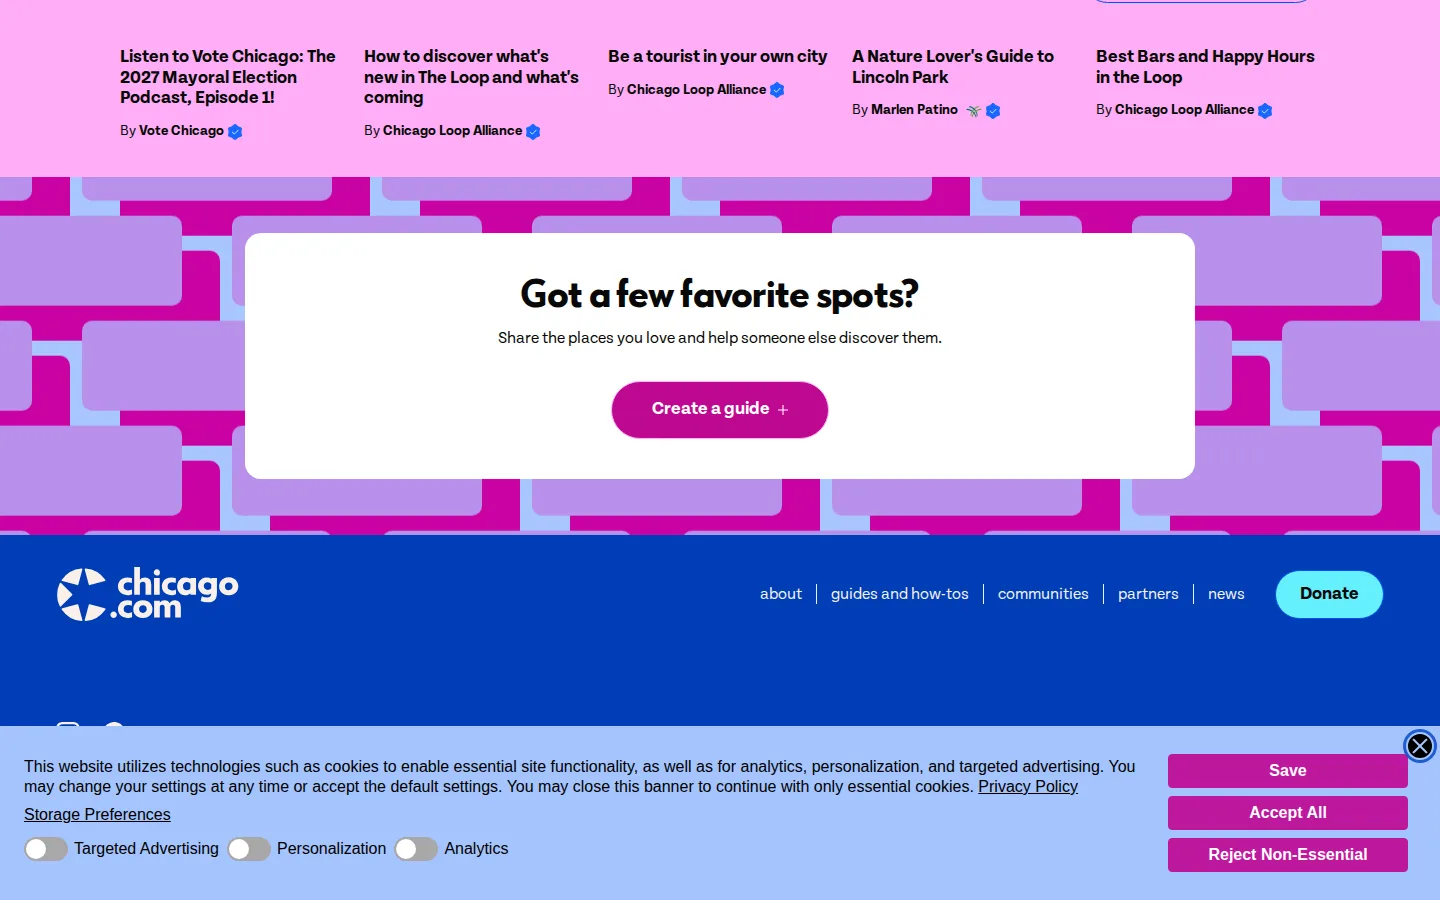 Listen to Vote Chicago: The
2027 Mayoral Election
Podcast, Episode 1!
By Vote Chicago
How to discover what's
new in The Loop and what's
coming
By Chicago Loop Alliance
Be a tourist in your own city
By Chicago Loop Alliance
A Nature Lover's Guide to
Lincoln Park
By Marlen Patino
Best Bars and Happy Hours
in the Loop
By Chicago Loop Alliance
Got a few favorite spots?
Share the places you love and help someone else discover them.
Create a guide +
chicago
.com
about
guides and how-tos
communities
partners
news
Donate
This website utilizes technologies such as cookies to enable essential site functionality, as well as for analytics, personalization, and targeted advertising. You
may change your settings at any time or accept the default settings. You may close this banner to continue with only essential cookies. Privacy Policy
Storage Preferences
Targeted Advertising
Personalization
Analytics
Save
Accept All
Reject Non-Essential